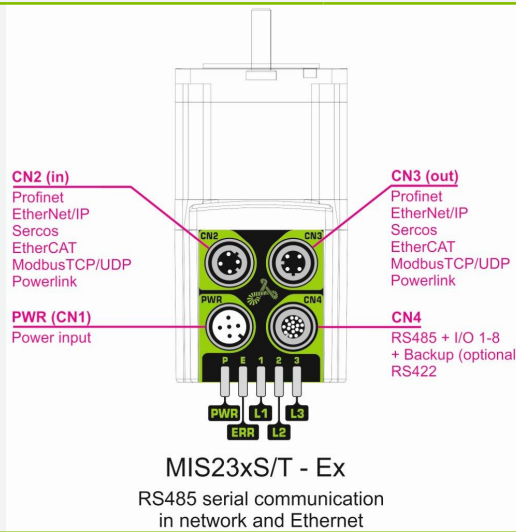 CN2 (in)
Profinet
EtherNet/IP
Sercos
EtherCAT
ModbusTCP/UDP
Powerlink
CN3 (out)
Profinet
EtherNet/IP
Sercos
EtherCAT
ModbusTCP/UDP
Powerlink
CN2
CN3
PWR
CN4
PWR (CN1)
Power input
CN4
RS485 + I/O 1-8
+ Backup (optional
RS422
P E 1 2 3
PWR L1 L3
ERR L2
MIS23xS/T - Ex
RS485 serial communication
in network and Ethernet